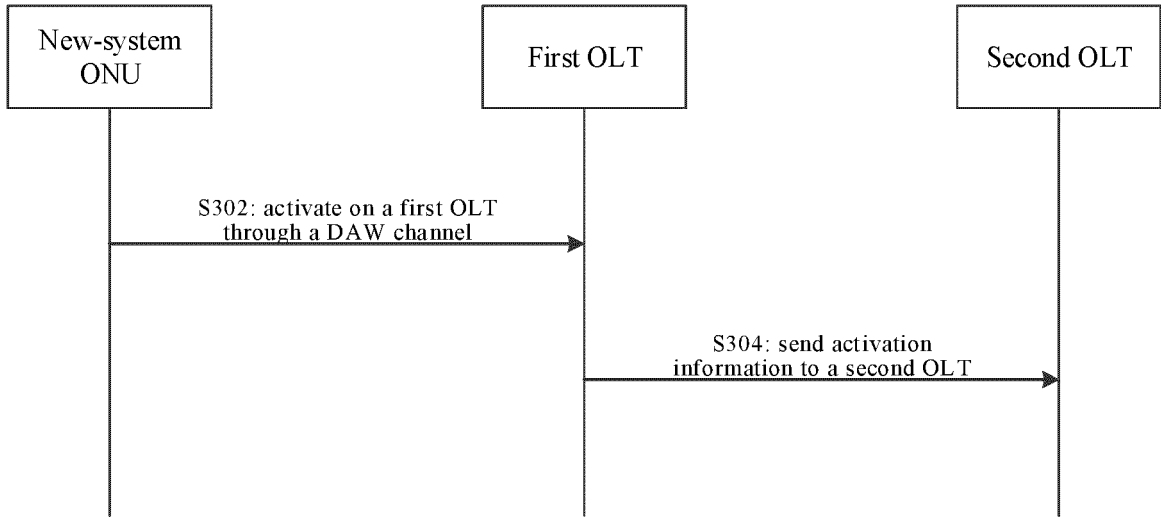 New-system
ONU
First OLT
Second OLT
S302: activate on a first OLT
through a DAW channel
S304: send activation
information to a second OLT